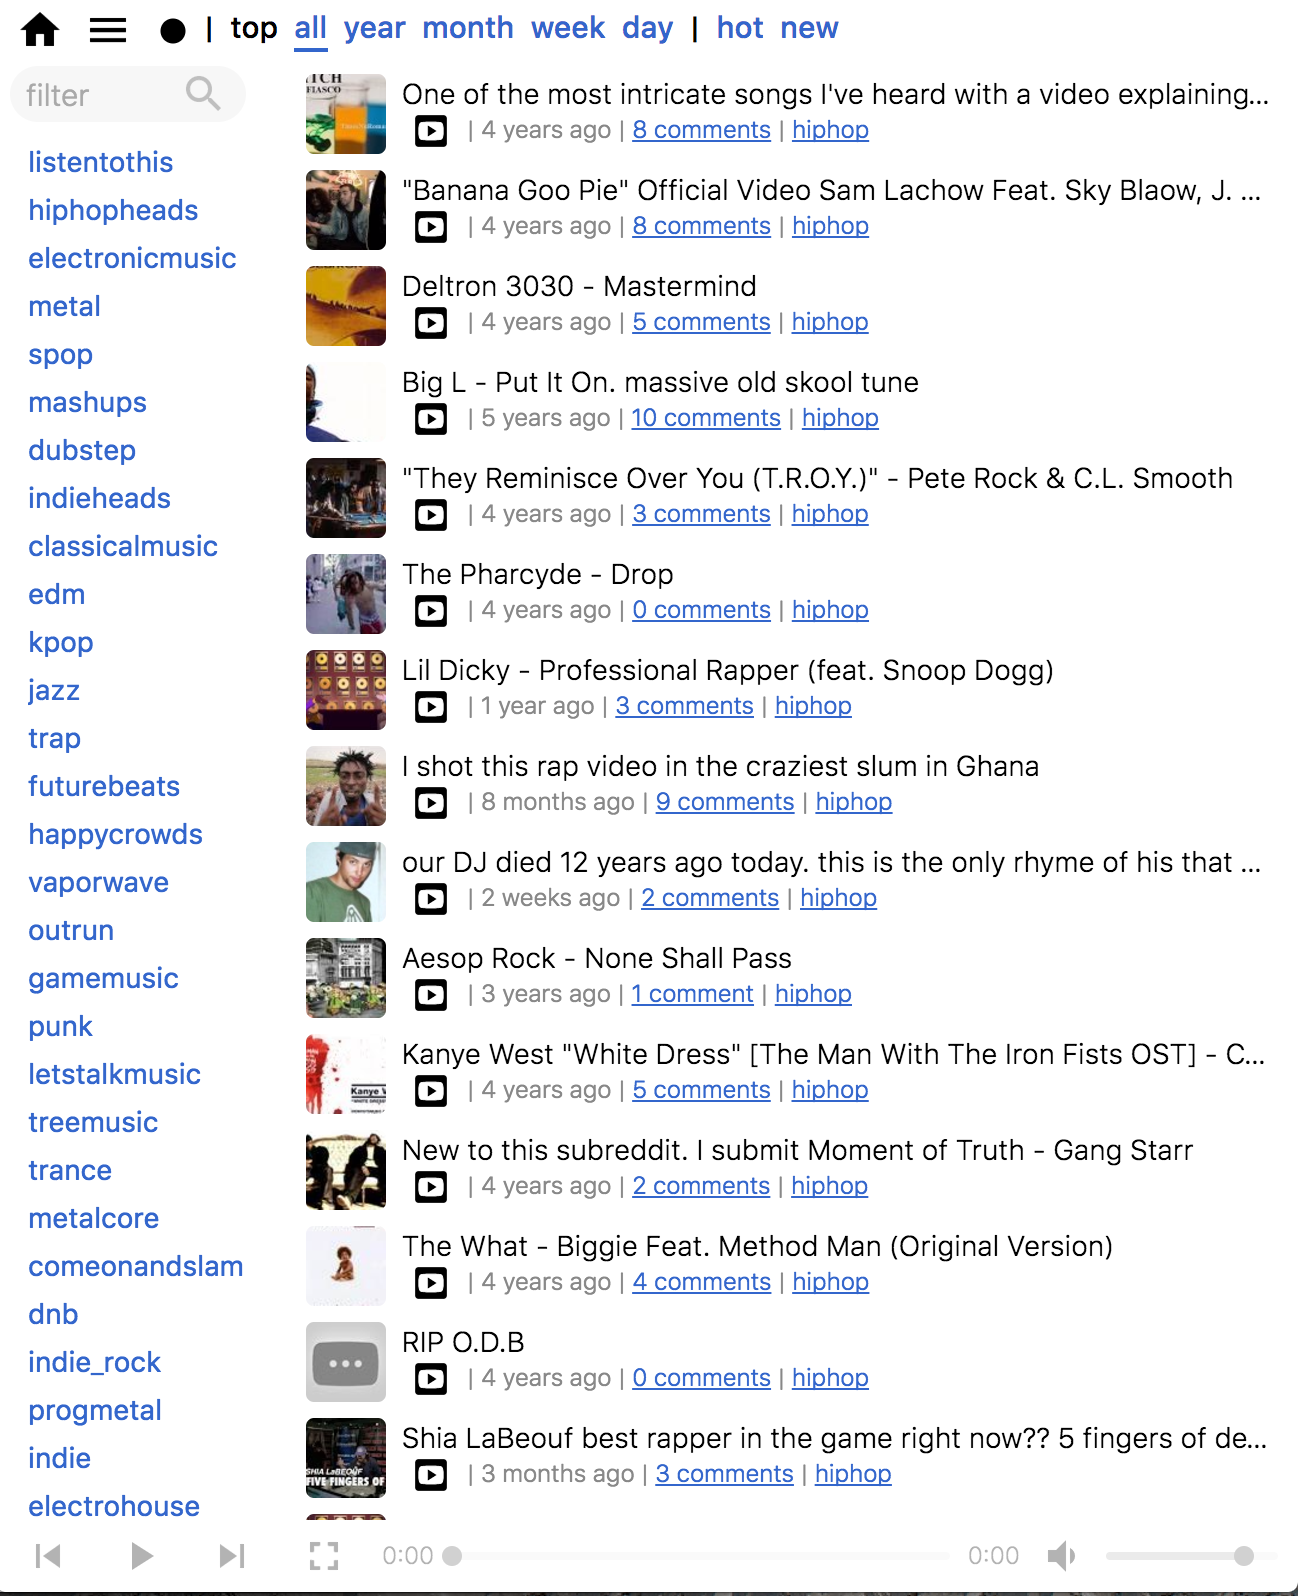 | top all year month week day | hot new
filter
listentothis
hiphopheads
electronicmusic
metal
spop
mashups
dubstep
indieheads
classicalmusic
edm
kpop
jazz
trap
futurebeats
happycrowds
vaporwave
outrun
gamemusic
punk
letstalkmusic
treemusic
trance
metalcore
comeonandslam
dnb
indie_rock
progmetal
indie
electrohouse
FIASCO
One of the most intricate songs I've heard with a video explaining...
| 4 years ago | 8 comments | hiphop
"Banana Goo Pie" Official Video Sam Lachow Feat. Sky Blaow, J. ...
| 4 years ago | 8 comments | hiphop
Deltron 3030 - Mastermind
| 4 years ago | 5 comments | hiphop
Big L - Put It On. massive old skool tune
| 5 years ago | 10 comments | hiphop
"They Reminisce Over You (T.R.O.Y.)" - Pete Rock & C.L. Smooth
| 4 years ago | 3 comments | hiphop
The Pharcyde - Drop
| 4 years ago | 0 comments | hiphop
Lil Dicky - Professional Rapper (feat. Snoop Dogg)
| 1 year ago | 3 comments | hiphop
I shot this rap video in the craziest slum in Ghana
| 8 months ago | 9 comments | hiphop
our DJ died 12 years ago today. this is the only rhyme of his that ...
| 2 weeks ago | 2 comments | hiphop
Aesop Rock - None Shall Pass
| 3 years ago | 1 comment | hiphop
Kanye West "White Dress" [The Man With The Iron Fists OST] - C...
| 4 years ago | 5 comments | hiphop
Kanye
New to this subreddit. I submit Moment of Truth - Gang Starr
| 4 years ago | 2 comments | hiphop
The What - Biggie Feat. Method Man (Original Version)
| 4 years ago | 4 comments | hiphop
RIP O.D.B
| 4 years ago | 0 comments | hiphop
Shia LaBeouf best rapper in the game right now?? 5 fingers of de...
| 3 months ago | 3 comments | hiphop
SHIA LABEOUF
FIVE FINGERS OF
0:00
0:00